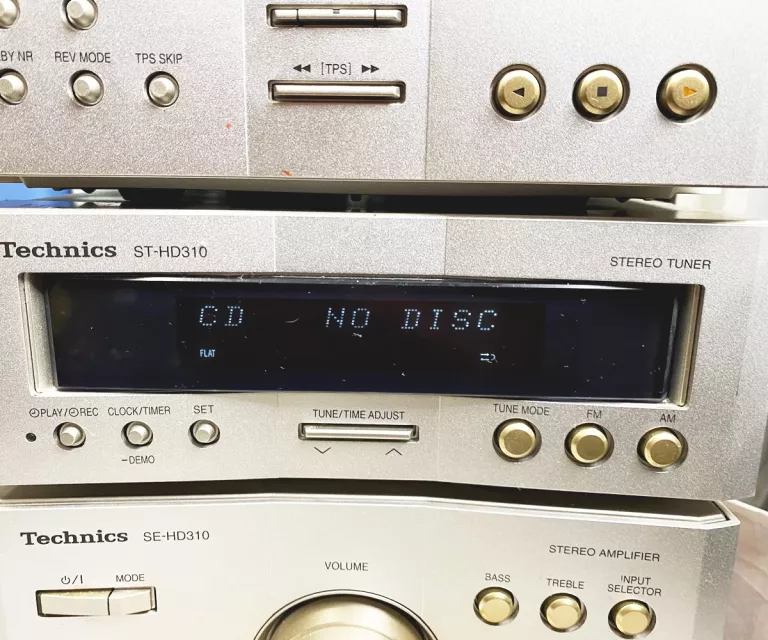 BY NR REV MODE TPS SKIP
[TPS]
Technics ST-HD310
STEREO TUNER
CD NO DISC
FLAT
PLAY/ REC CLOCK/TIMER SET TUNE/TIME ADJUST TUNE MODE FM AM
–DEMO
Technics SE-HD310
STEREO AMPLIFIER
⏻/I MODE VOLUME BASS TREBLE INPUT SELECTOR